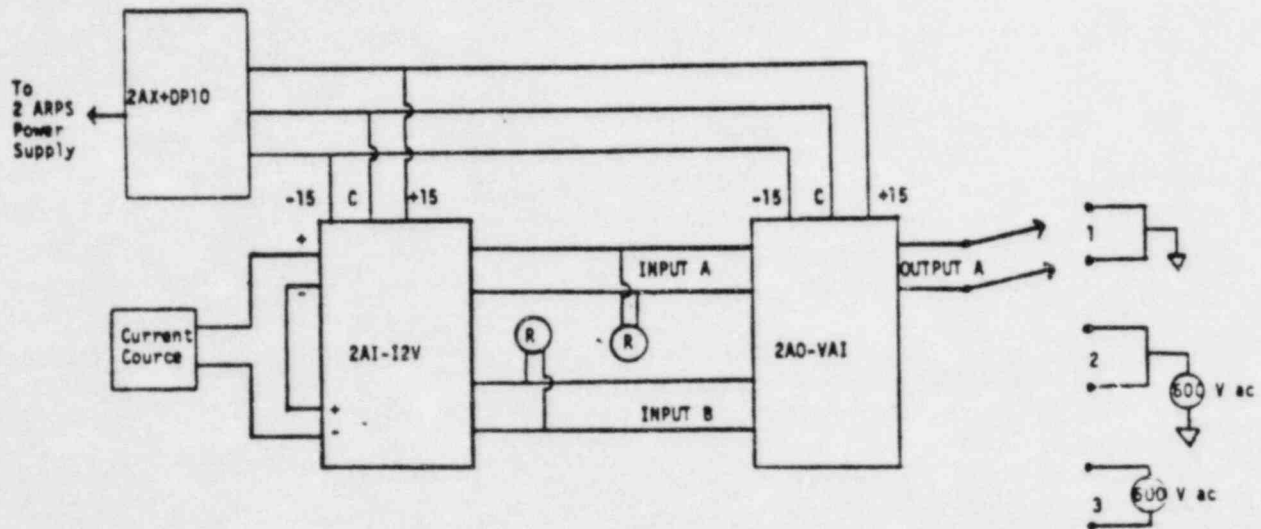 To
2 ARPS
Power
Supply
2AX+DP10
-15 C +15
-15 C +15
+
-
+
-
Current
Cource
2AI-I2V
INPUT A
R
R
INPUT B
2AO-VAI
OUTPUT A
1
2
600 V ac
3
600 V ac